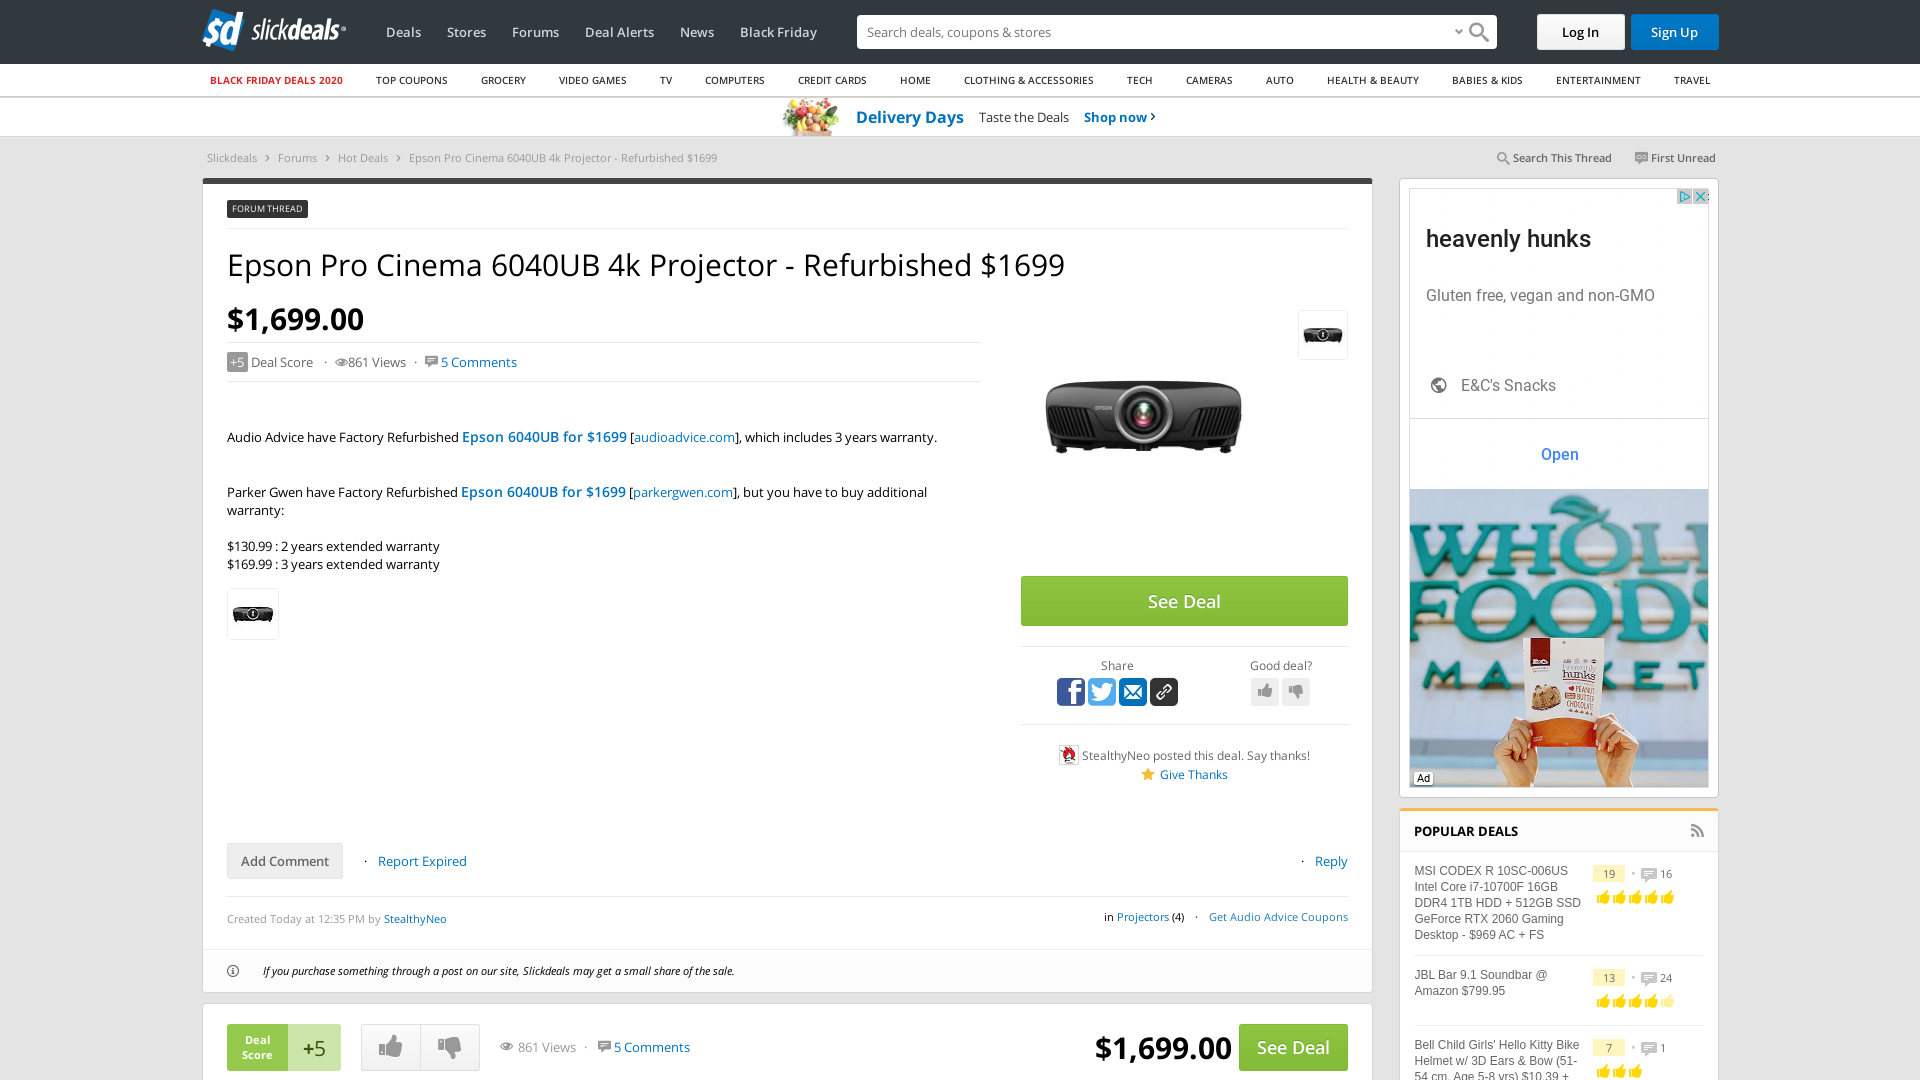 slickdeals
Deals
Stores
Forums
Deal Alerts
News
Black Friday
Search deals, coupons & stores
Log In
Sign Up
BLACK FRIDAY DEALS 2020
TOP COUPONS
GROCERY
VIDEO GAMES
TV
COMPUTERS
CREDIT CARDS
HOME
CLOTHING & ACCESSORIES
TECH
CAMERAS
AUTO
HEALTH & BEAUTY
BABIES & KIDS
ENTERTAINMENT
TRAVEL
Delivery Days Taste the Deals Shop now
Slickdeals > Forums > Hot Deals > Epson Pro Cinema 6040UB 4k Projector - Refurbished $1699
Search This Thread
First Unread
FORUM THREAD
Epson Pro Cinema 6040UB 4k Projector - Refurbished $1699
$1,699.00
+5 Deal Score · 861 Views · 5 Comments
Audio Advice have Factory Refurbished Epson 6040UB for $1699 [audioadvice.com], which includes 3 years warranty.
Parker Gwen have Factory Refurbished Epson 6040UB for $1699 [parkergwen.com], but you have to buy additional
warranty:
$130.99 : 2 years extended warranty
$169.99 : 3 years extended warranty
EPSON
See Deal
Share
Good deal?
StealthyNeo posted this deal. Say thanks!
Give Thanks
Add Comment
· Report Expired
· Reply
Created Today at 12:35 PM by StealthyNeo
in Projectors (4) · Get Audio Advice Coupons
If you purchase something through a post on our site, Slickdeals may get a small share of the sale.
Deal
Score
+5
861 Views · 5 Comments
$1,699.00
See Deal
heavenly hunks
Gluten free, vegan and non-GMO
E&C's Snacks
Open
WHOLE
FOODS
MARKET
heavenly
hunks
PEANUT
BUTTER
CHOCOLATE
Ad
POPULAR DEALS
MSI CODEX R 10SC-006US
Intel Core i7-10700F 16GB
DDR4 1TB HDD + 512GB SSD
GeForce RTX 2060 Gaming
Desktop - $969 AC + FS
19 • 16
JBL Bar 9.1 Soundbar @
Amazon $799.95
13 • 24
Bell Child Girls' Hello Kitty Bike
Helmet w/ 3D Ears & Bow (51-
54 cm, Age 5-8 yrs) $10.39 +
7 • 1